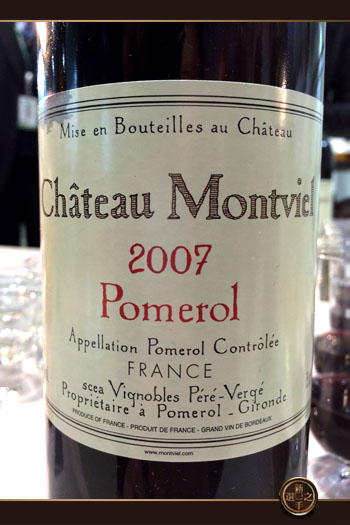 Mise en Bouteilles au Château
Château Montviel
2007
Pomerol
Appellation Pomerol Contrôlée
FRANCE
scea Vignobles Péré-Vergé
Propriétaire à Pomerol - Gironde
PRODUCE OF FRANCE - PRODUIT DE FRANCE - GRAND VIN DE BORDEAUX
www.montviel.com